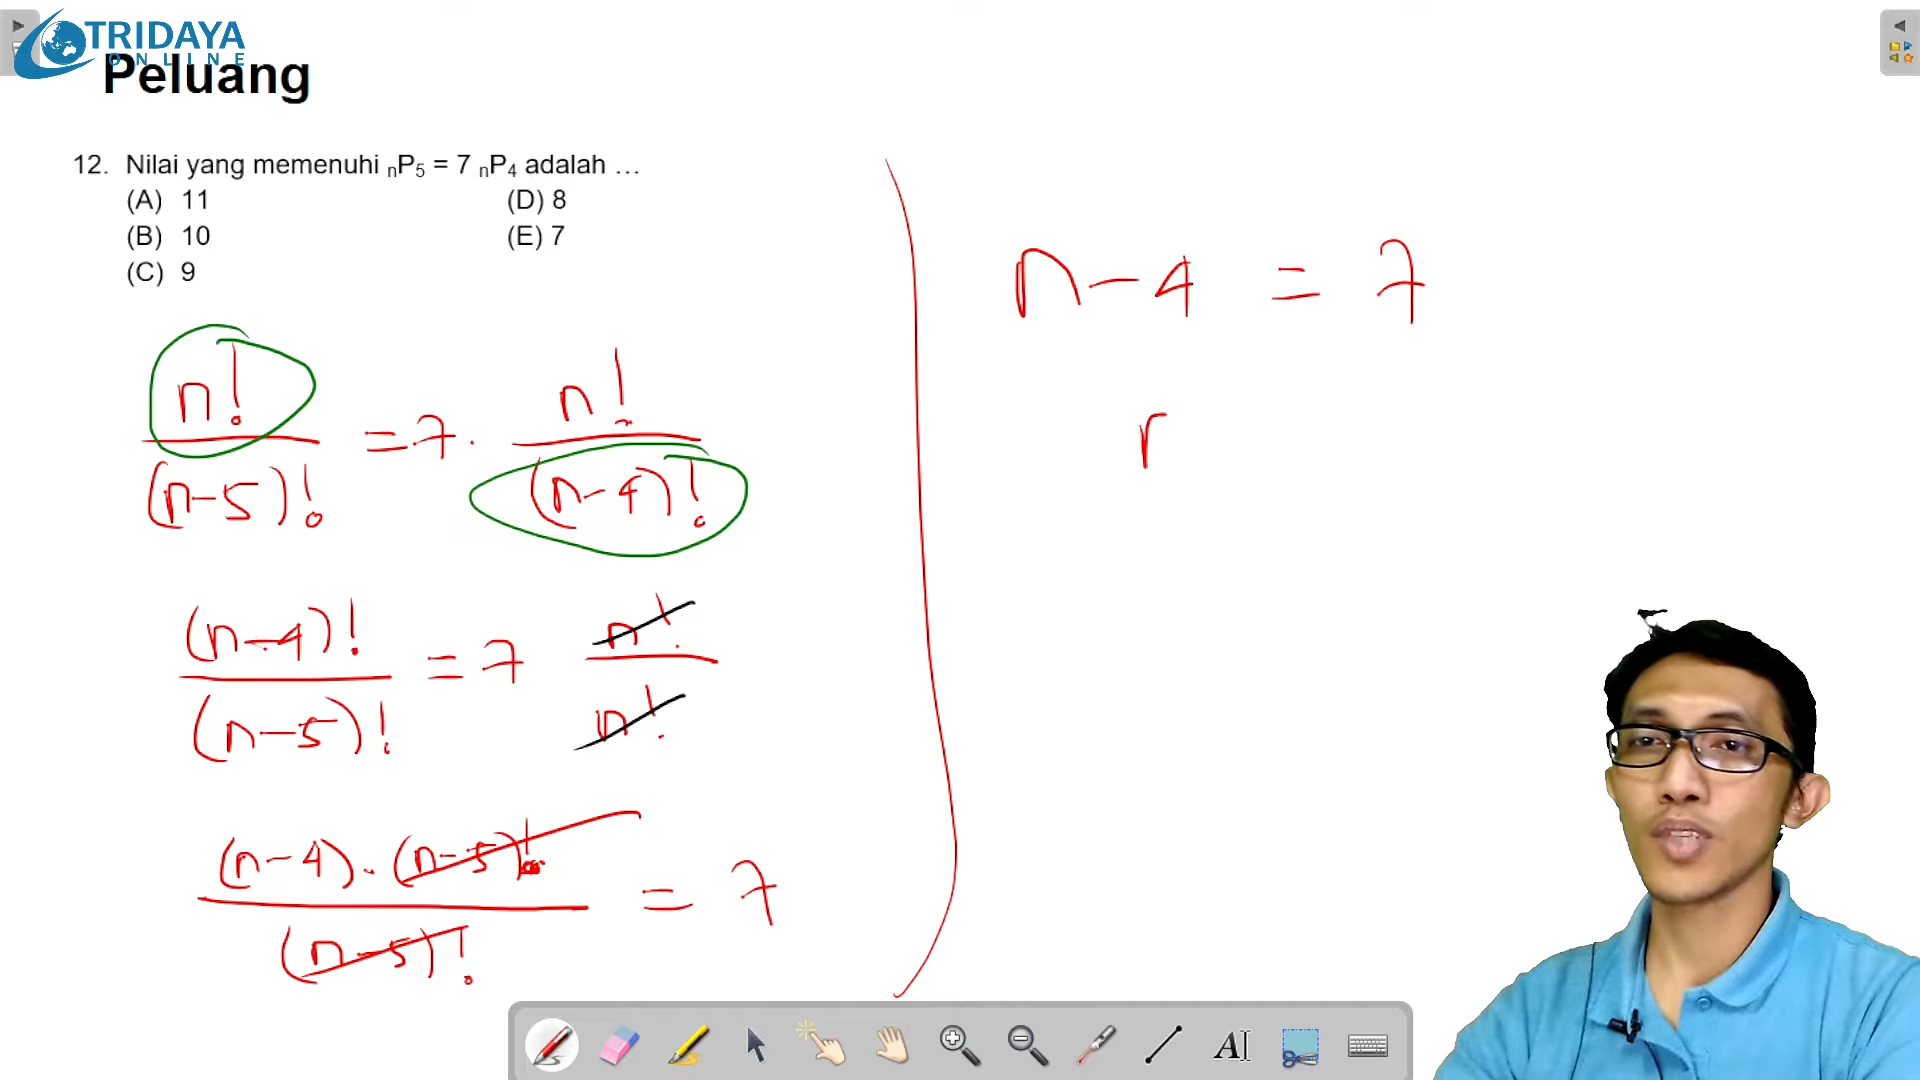 TRIDAYA
ONLINE
Peluang
12. Nilai yang memenuhi ₙP₅ = 7 ₙP₄ adalah …
(A) 11
(B) 10
(C) 9
(D) 8
(E) 7
n! / (n-5)! = 7 . n! / (n-4)!
(n-4)! / (n-5)! = 7 n! / n!
(n-4) . (n-5)! / (n-5)! = 7
n - 4 = 7
r
A